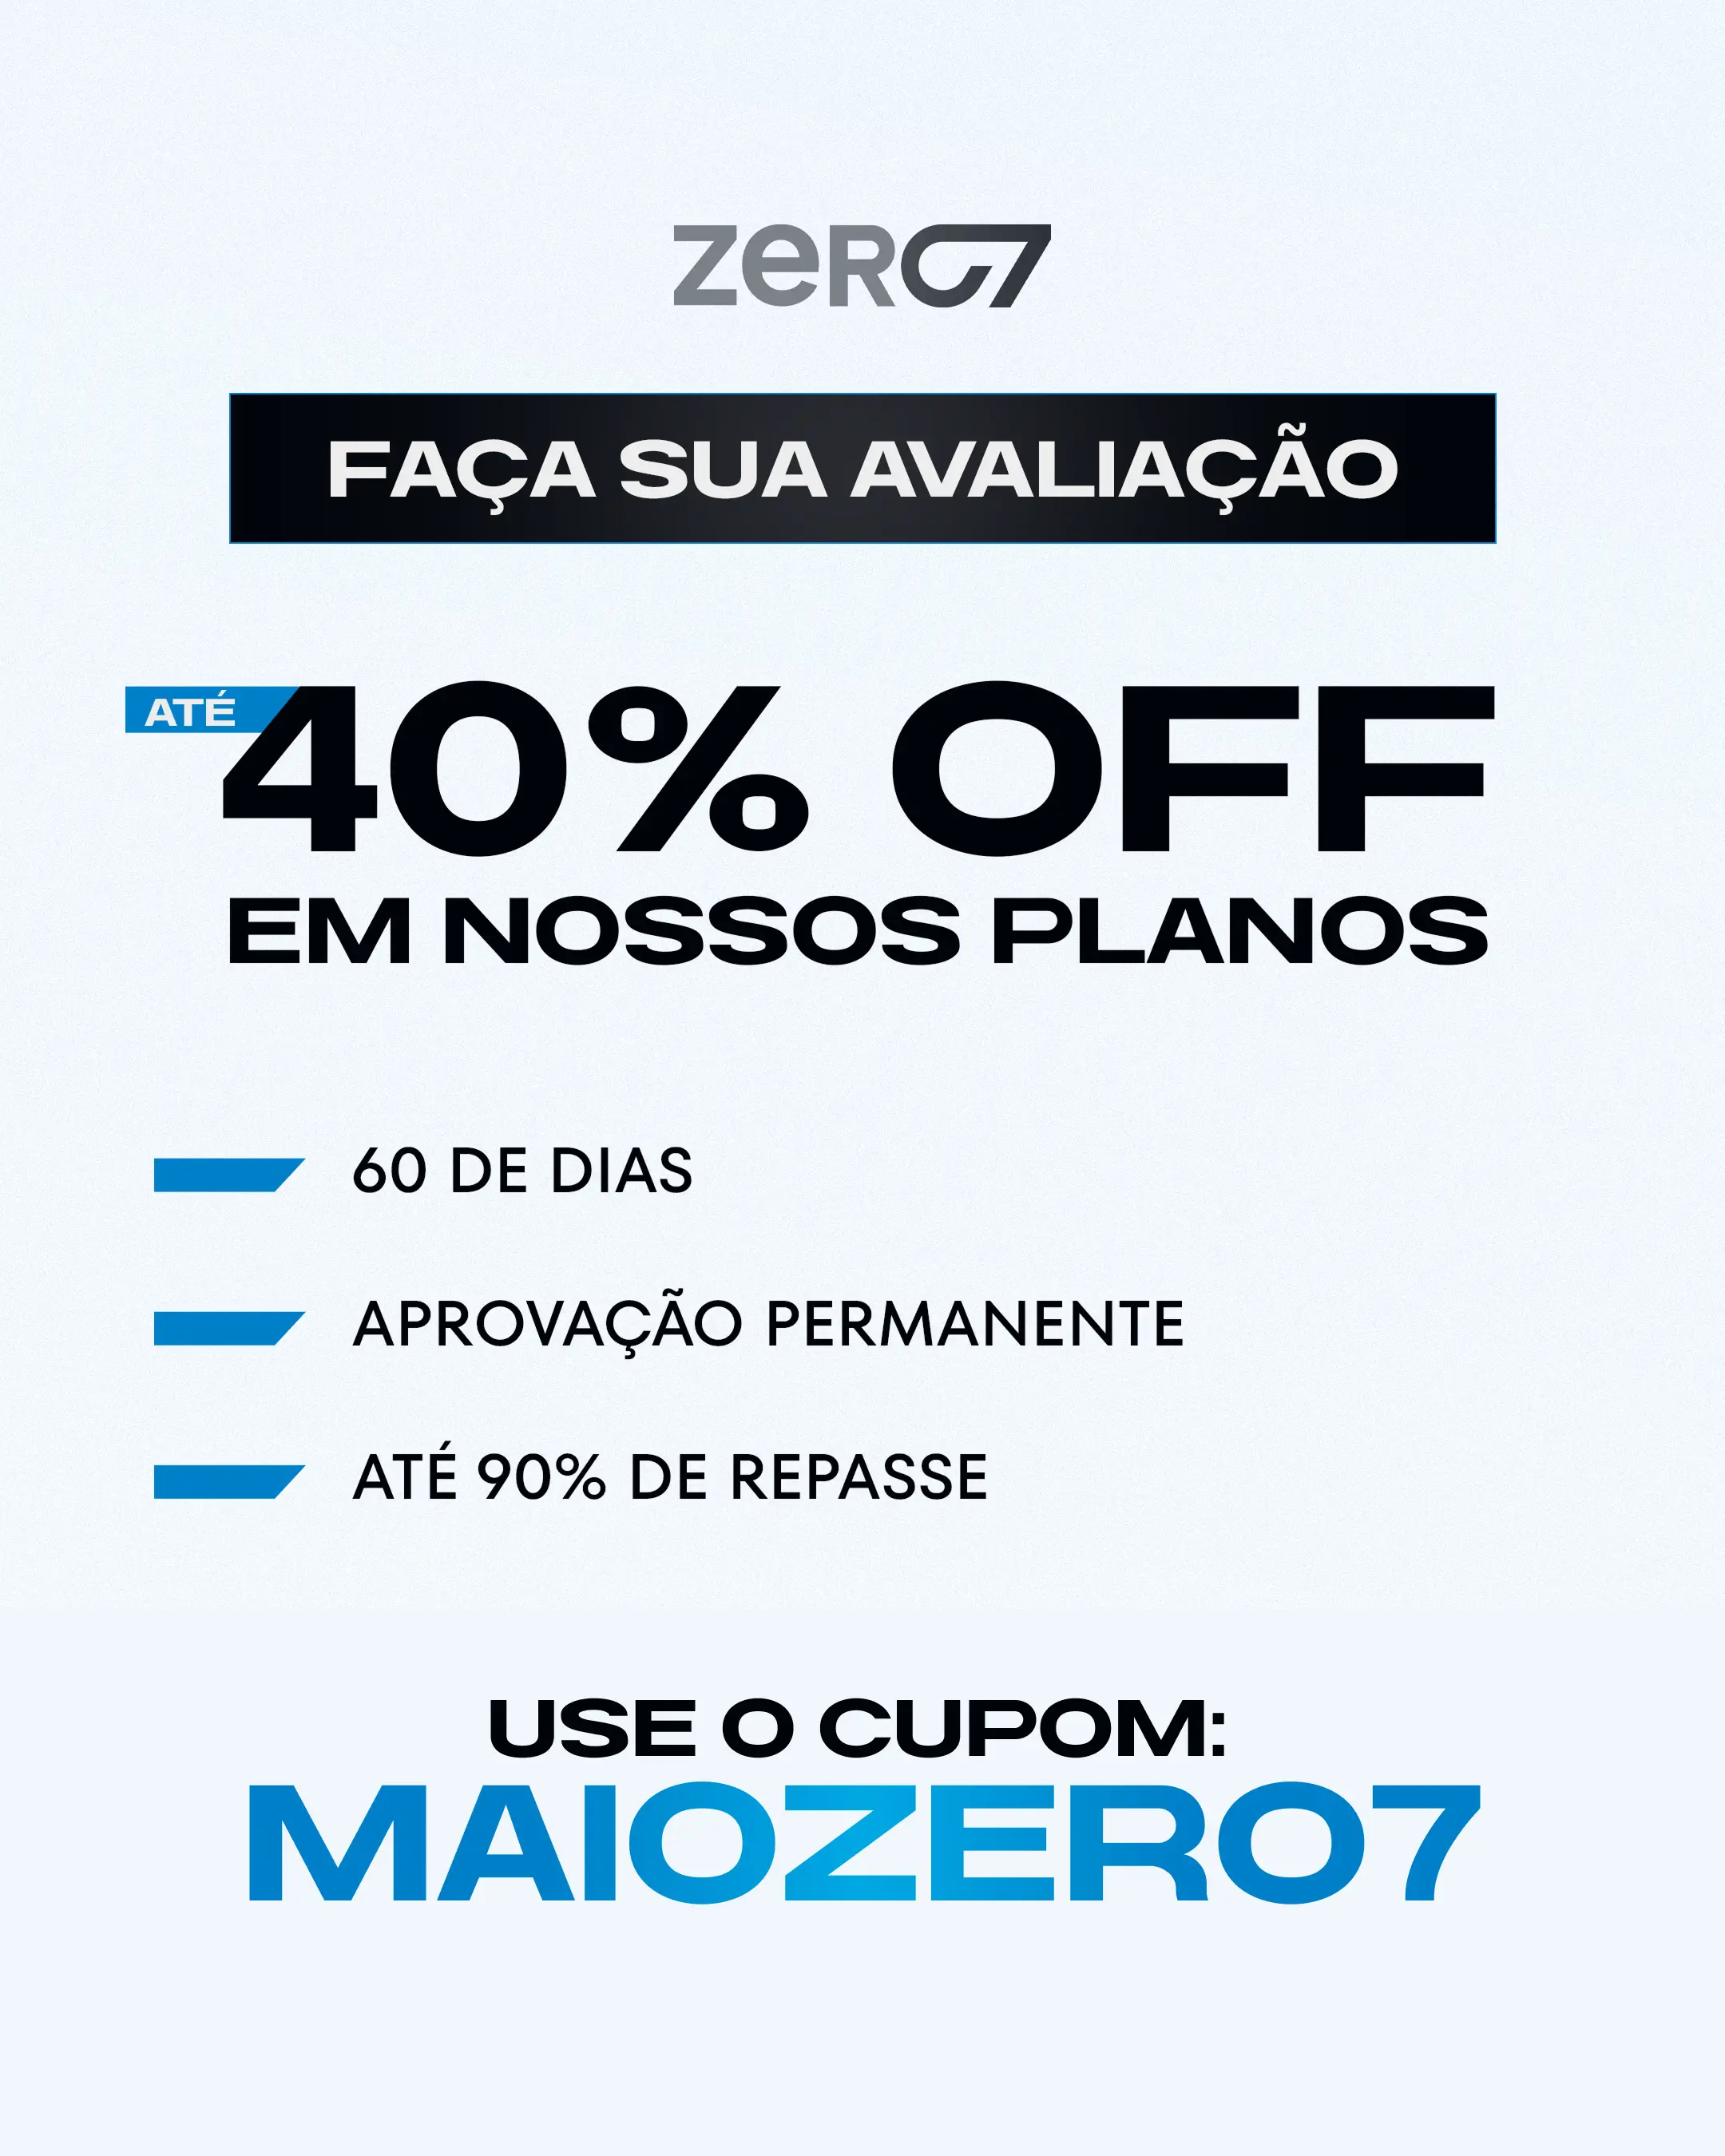 zeRO7
FAÇA SUA AVALIAÇÃO
ATÉ
40% OFF
EM NOSSOS PLANOS
60 DE DIAS
APROVAÇÃO PERMANENTE
ATÉ 90% DE REPASSE
USE O CUPOM:
MAIOZERO7